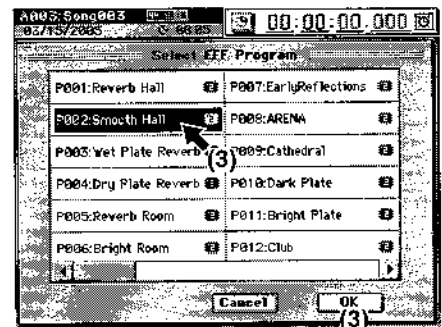 A003:Song003
03/15/2005
00:00:00.000
Select EFF Program
P001:Reverb Hall
P007:EarlyReflections
P002:Smooth Hall
P008:ARENA
P003:Wet Plate Reverb
(3)
P009:Cathedral
P004:Dry Plate Reverb
P010:Dark Plate
P005:Reverb Room
P011:Bright Plate
P006:Bright Room
P012:Club
Cancel
OK
(3)